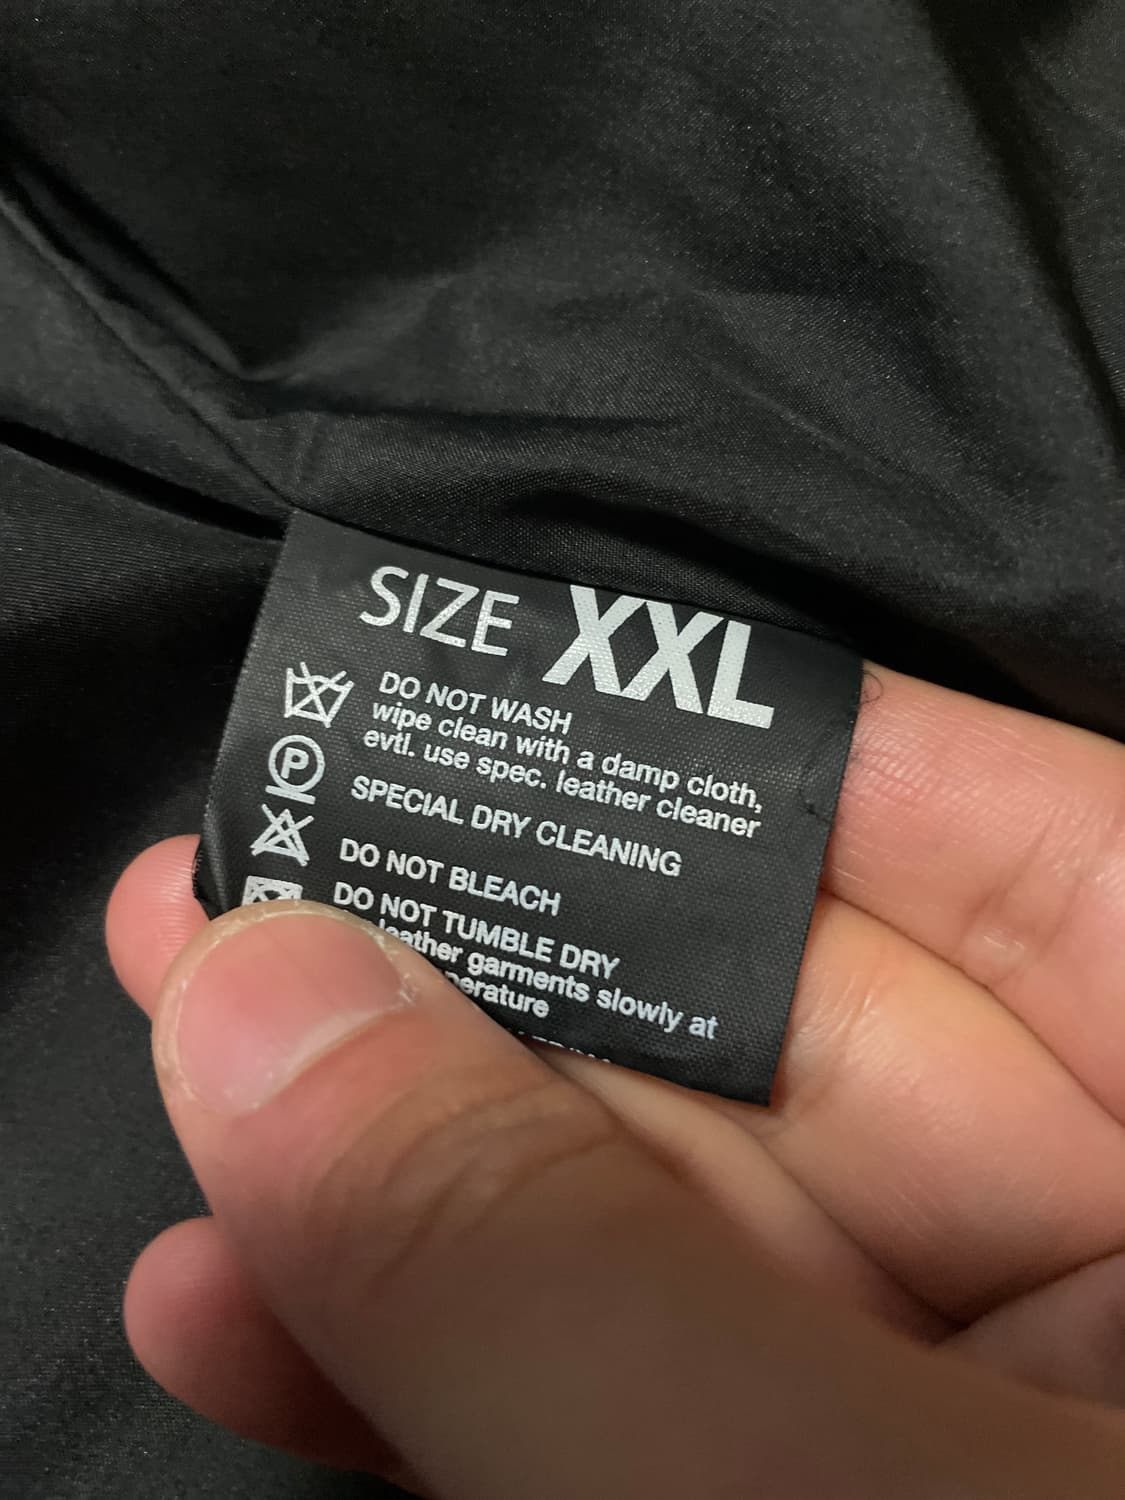 SIZE XXL
DO NOT WASH
wipe clean with a damp cloth,
evtl. use spec. leather cleaner
P
SPECIAL DRY CLEANING
DO NOT BLEACH
DO NOT TUMBLE DRY
leather garments slowly at